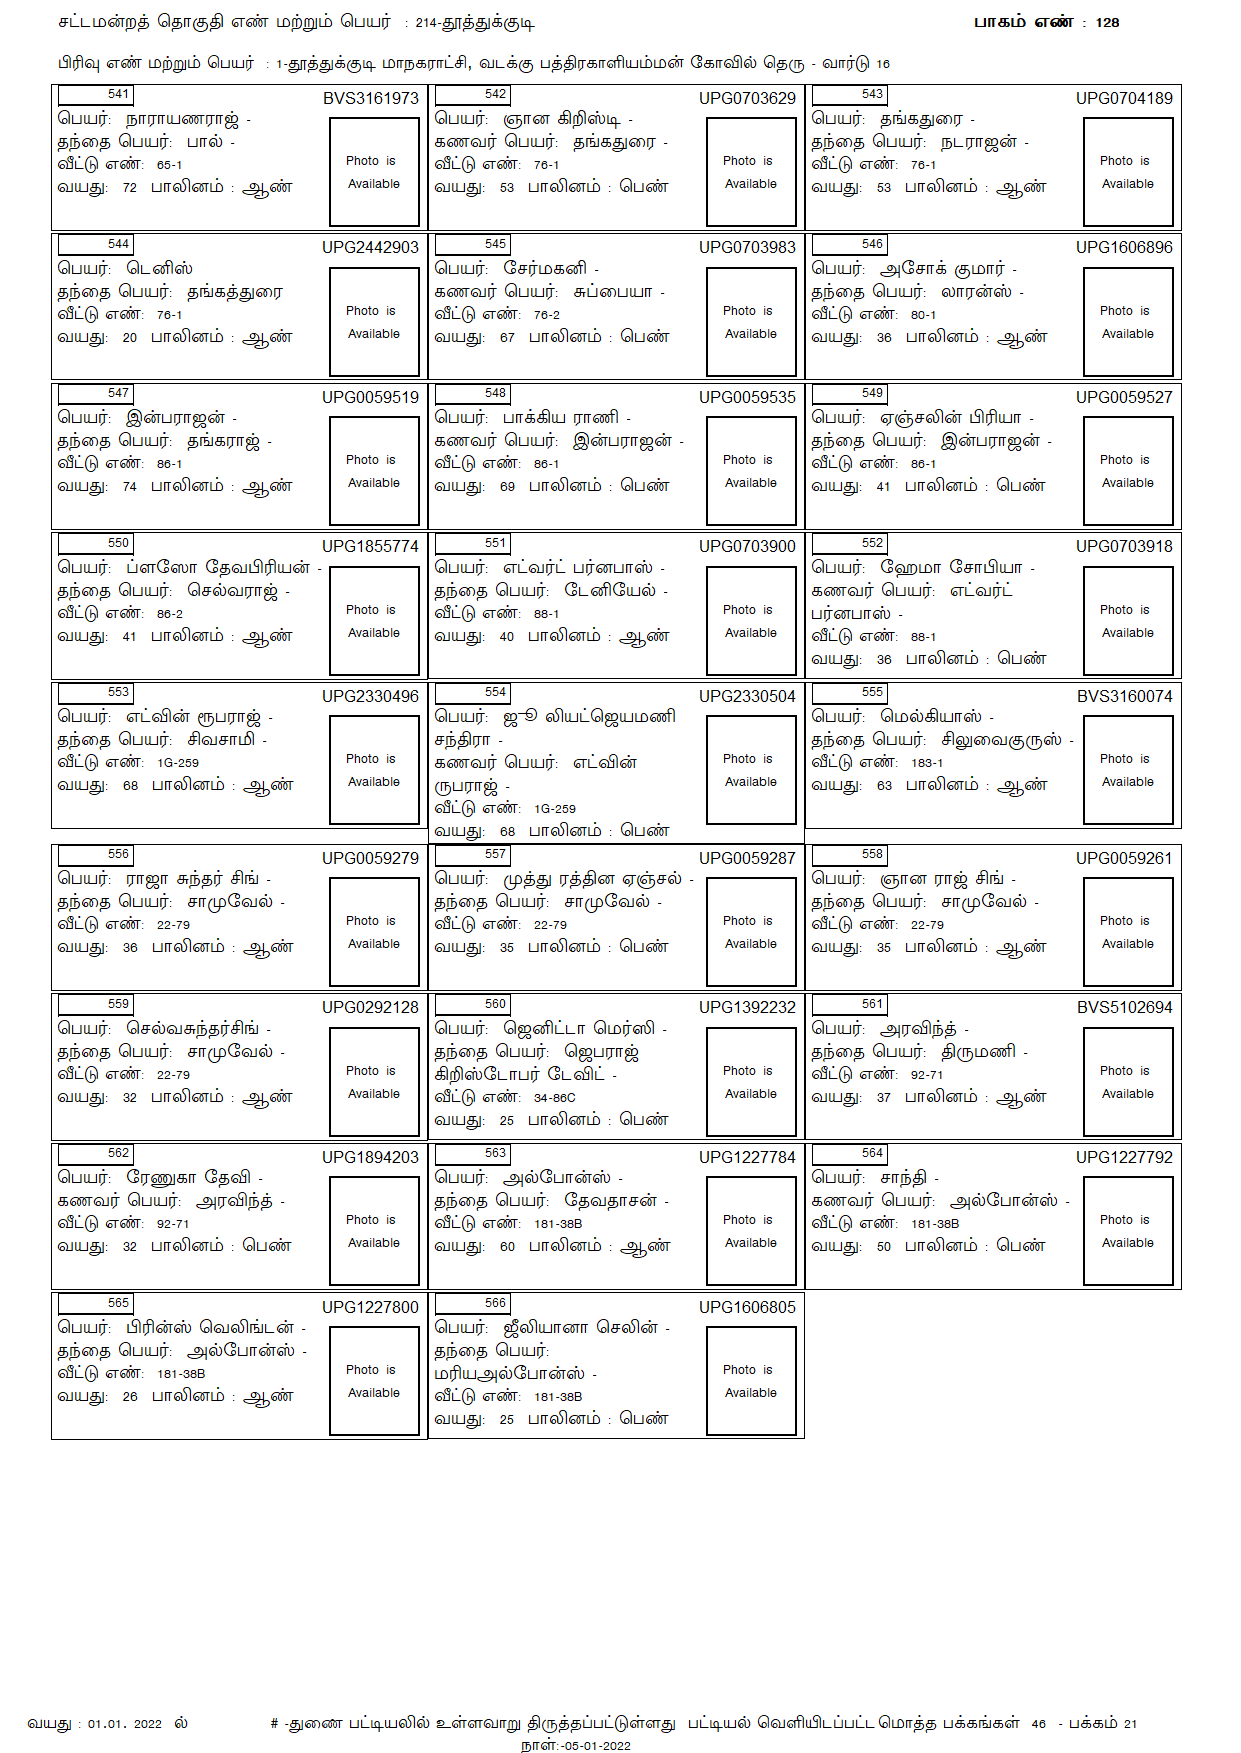 சட்டமன்றத் தொகுதி எண் மற்றும் பெயர் : 214-தூத்துக்குடி பாகம் எண் : 128
பிரிவு எண் மற்றும் பெயர் : 1-தூத்துக்குடி மாநகராட்சி, வடக்கு பத்திரகாளியம்மன் கோவில் தெரு - வார்டு 16
541 BVS3161973
பெயர்: நாராயணராஜ் -
தந்தை பெயர்: பால் -
வீட்டு எண்: 65-1
வயது: 72 பாலினம் : ஆண்
Photo is
Available
542 UPG0703629
பெயர்: ஞான கிறிஸ்டி -
கணவர் பெயர்: தங்கதுரை -
வீட்டு எண்: 76-1
வயது: 53 பாலினம் : பெண்
Photo is
Available
543 UPG0704189
பெயர்: தங்கதுரை -
தந்தை பெயர்: நடராஜன் -
வீட்டு எண்: 76-1
வயது: 53 பாலினம் : ஆண்
Photo is
Available
544 UPG2442903
பெயர்: டெனிஸ்
தந்தை பெயர்: தங்கத்துரை
வீட்டு எண்: 76-1
வயது: 20 பாலினம் : ஆண்
Photo is
Available
545 UPG0703983
பெயர்: சேர்மகனி -
கணவர் பெயர்: சுப்பையா -
வீட்டு எண்: 76-2
வயது: 67 பாலினம் : பெண்
Photo is
Available
546 UPG1606896
பெயர்: அசோக் குமார் -
தந்தை பெயர்: லாரன்ஸ் -
வீட்டு எண்: 80-1
வயது: 36 பாலினம் : ஆண்
Photo is
Available
547 UPG0059519
பெயர்: இன்பராஜன் -
தந்தை பெயர்: தங்கராஜ் -
வீட்டு எண்: 86-1
வயது: 74 பாலினம் : ஆண்
Photo is
Available
548 UPG0059535
பெயர்: பாக்கிய ராணி -
கணவர் பெயர்: இன்பராஜன் -
வீட்டு எண்: 86-1
வயது: 69 பாலினம் : பெண்
Photo is
Available
549 UPG0059527
பெயர்: ஏஞ்சலின் பிரியா -
தந்தை பெயர்: இன்பராஜன் -
வீட்டு எண்: 86-1
வயது: 41 பாலினம் : பெண்
Photo is
Available
550 UPG1855774
பெயர்: ப்ளஸோ தேவபிரியன் -
தந்தை பெயர்: செல்வராஜ் -
வீட்டு எண்: 86-2
வயது: 41 பாலினம் : ஆண்
Photo is
Available
551 UPG0703900
பெயர்: எட்வர்ட் பர்னபாஸ் -
தந்தை பெயர்: டேனியேல் -
வீட்டு எண்: 88-1
வயது: 40 பாலினம் : ஆண்
Photo is
Available
552 UPG0703918
பெயர்: ஹேமா சோபியா -
கணவர் பெயர்: எட்வர்ட்
பர்னபாஸ் -
வீட்டு எண்: 88-1
வயது: 36 பாலினம் : பெண்
Photo is
Available
553 UPG2330496
பெயர்: எட்வின் ரூபராஜ் -
தந்தை பெயர்: சிவசாமி -
வீட்டு எண்: 1G-259
வயது: 68 பாலினம் : ஆண்
Photo is
Available
554 UPG2330504
பெயர்: ஜூ லியட்ஜெயமணி
சந்திரா -
கணவர் பெயர்: எட்வின்
ருபராஜ் -
வீட்டு எண்: 1G-259
வயது: 68 பாலினம் : பெண்
Photo is
Available
555 BVS3160074
பெயர்: மெல்கியாஸ் -
தந்தை பெயர்: சிலுவைகுருஸ் -
வீட்டு எண்: 183-1
வயது: 63 பாலினம் : ஆண்
Photo is
Available
556 UPG0059279
பெயர்: ராஜா சுந்தர் சிங் -
தந்தை பெயர்: சாமுவேல் -
வீட்டு எண்: 22-79
வயது: 36 பாலினம் : ஆண்
Photo is
Available
557 UPG0059287
பெயர்: முத்து ரத்தின ஏஞ்சல் -
தந்தை பெயர்: சாமுவேல் -
வீட்டு எண்: 22-79
வயது: 35 பாலினம் : பெண்
Photo is
Available
558 UPG0059261
பெயர்: ஞான ராஜ் சிங் -
தந்தை பெயர்: சாமுவேல் -
வீட்டு எண்: 22-79
வயது: 35 பாலினம் : ஆண்
Photo is
Available
559 UPG0292128
பெயர்: செல்வசுந்தர்சிங் -
தந்தை பெயர்: சாமுவேல் -
வீட்டு எண்: 22-79
வயது: 32 பாலினம் : ஆண்
Photo is
Available
560 UPG1392232
பெயர்: ஜெனிட்டா மெர்ஸி -
தந்தை பெயர்: ஜெபராஜ்
கிறிஸ்டோபர் டேவிட் -
வீட்டு எண்: 34-86C
வயது: 25 பாலினம் : பெண்
Photo is
Available
561 BVS5102694
பெயர்: அரவிந்த் -
தந்தை பெயர்: திருமணி -
வீட்டு எண்: 92-71
வயது: 37 பாலினம் : ஆண்
Photo is
Available
562 UPG1894203
பெயர்: ரேணுகா தேவி -
கணவர் பெயர்: அரவிந்த் -
வீட்டு எண்: 92-71
வயது: 32 பாலினம் : பெண்
Photo is
Available
563 UPG1227784
பெயர்: அல்போன்ஸ் -
தந்தை பெயர்: தேவதாசன் -
வீட்டு எண்: 181-38B
வயது: 60 பாலினம் : ஆண்
Photo is
Available
564 UPG1227792
பெயர்: சாந்தி -
கணவர் பெயர்: அல்போன்ஸ் -
வீட்டு எண்: 181-38B
வயது: 50 பாலினம் : பெண்
Photo is
Available
565 UPG1227800
பெயர்: பிரின்ஸ் வெலிங்டன் -
தந்தை பெயர்: அல்போன்ஸ் -
வீட்டு எண்: 181-38B
வயது: 26 பாலினம் : ஆண்
Photo is
Available
566 UPG1606805
பெயர்: ஜீலியானா செலின் -
தந்தை பெயர்:
மரியஅல்போன்ஸ் -
வீட்டு எண்: 181-38B
வயது: 25 பாலினம் : பெண்
Photo is
Available
வயது : 01.01. 2022 ல் # -துணை பட்டியலில் உள்ளவாறு திருத்தப்பட்டுள்ளது பட்டியல் வெளியிடப்பட்ட மொத்த பக்கங்கள் 46 - பக்கம் 21
நாள்:-05-01-2022